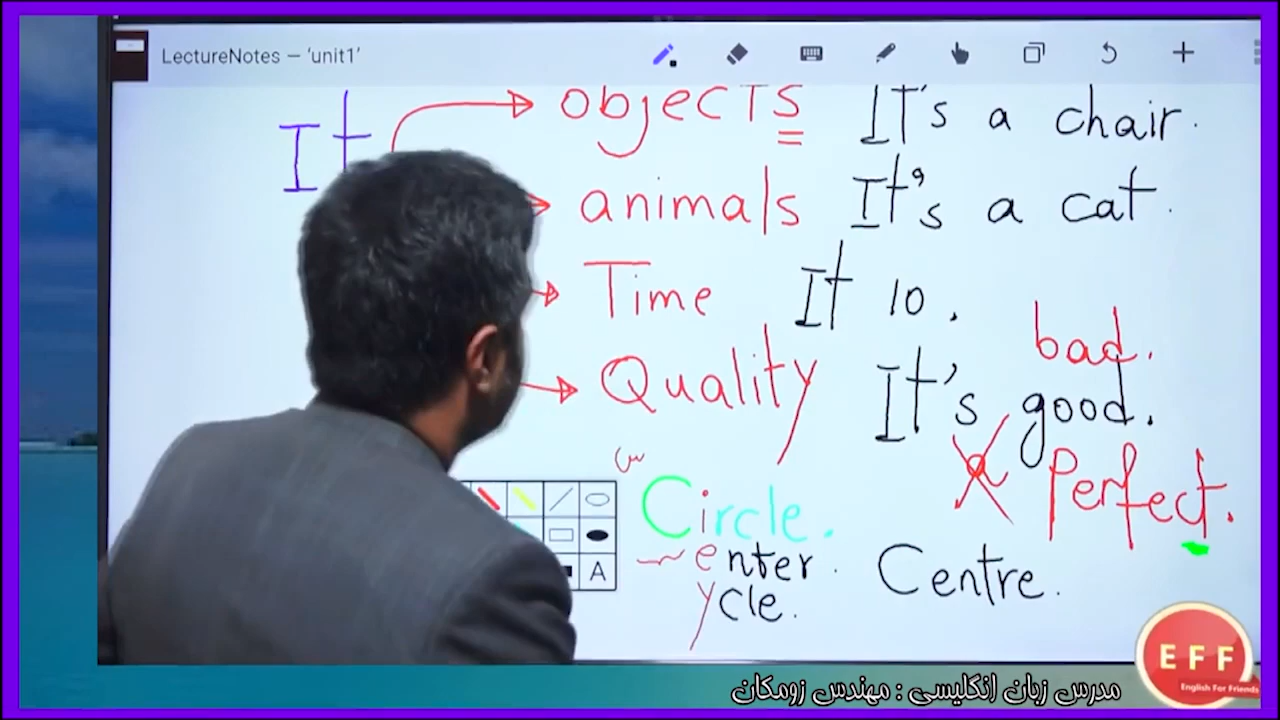 LectureNotes – ‘unit1’
It objects It's a chair.
animals It's a cat.
Time It 10.
bad.
Quality It's good.
a Perfect.
س
Circle.
enter. Centre.
ycle.
A
EFF
English For Friends
مدرس زبان انگلیسی : مهندس زومکان